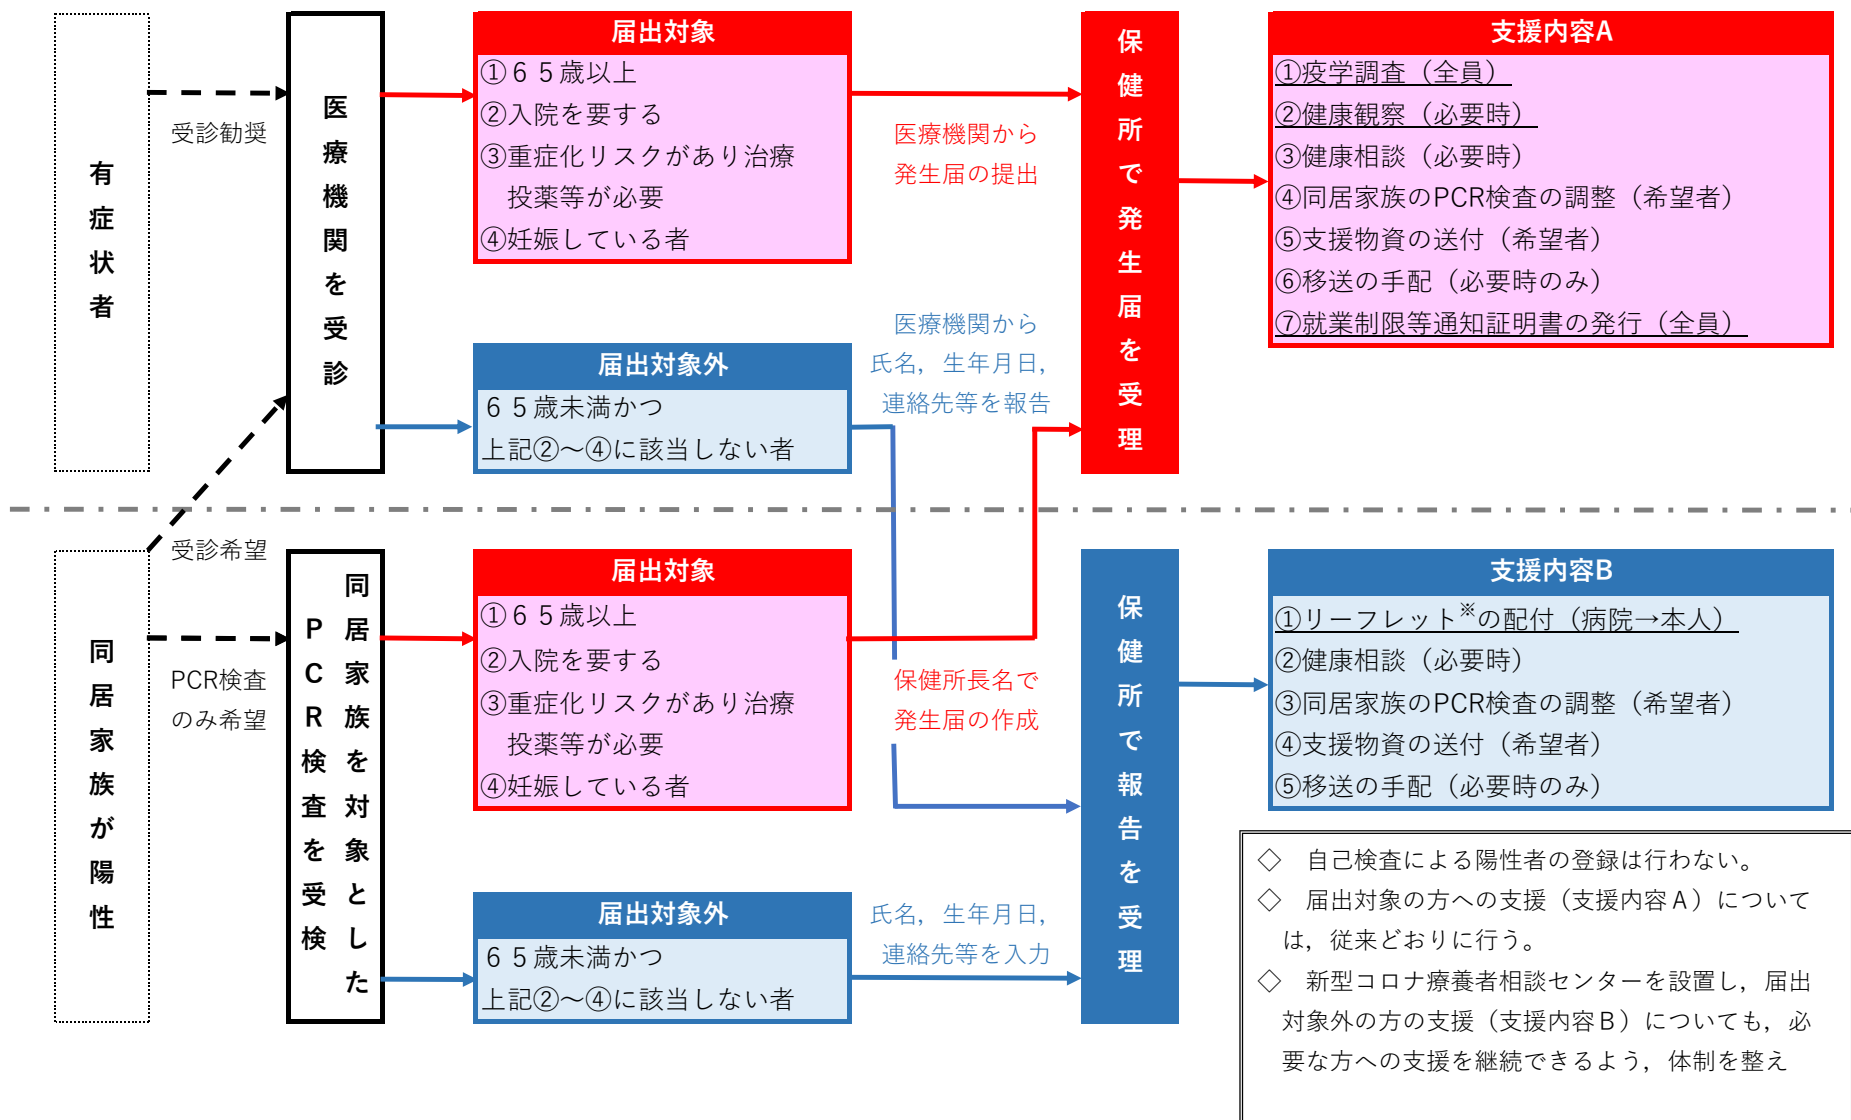 有症状者
受診勧奨
医療機関を受診
届出対象
①６５歳以上
②入院を要する
③重症化リスクがあり治療
投薬等が必要
④妊娠している者
医療機関から
発生届の提出
届出対象外
６５歳未満かつ
上記②～④に該当しない者
医療機関から
氏名，生年月日，
連絡先等を報告
保健所で発生届を受理
支援内容A
①疫学調査（全員）
②健康観察（必要時）
③健康相談（必要時）
④同居家族のPCR検査の調整（希望者）
⑤支援物資の送付（希望者）
⑥移送の手配（必要時のみ）
⑦就業制限等通知証明書の発行（全員）
同居家族が陽性
受診希望
PCR検査
のみ希望
同居家族を対象とした
PCR検査を受検
届出対象
①６５歳以上
②入院を要する
③重症化リスクがあり治療
投薬等が必要
④妊娠している者
保健所長名で
発生届の作成
届出対象外
６５歳未満かつ
上記②～④に該当しない者
氏名，生年月日，
連絡先等を入力
保健所で報告を受理
支援内容B
①リーフレット※の配付（病院→本人）
②健康相談（必要時）
③同居家族のPCR検査の調整（希望者）
④支援物資の送付（希望者）
⑤移送の手配（必要時のみ）
◇　自己検査による陽性者の登録は行わない。
◇　届出対象の方への支援（支援内容Ａ）について
は，従来どおりに行う。
◇　新型コロナ療養者相談センターを設置し，届出
対象外の方の支援（支援内容Ｂ）についても，必
要な方への支援を継続できるよう，体制を整え